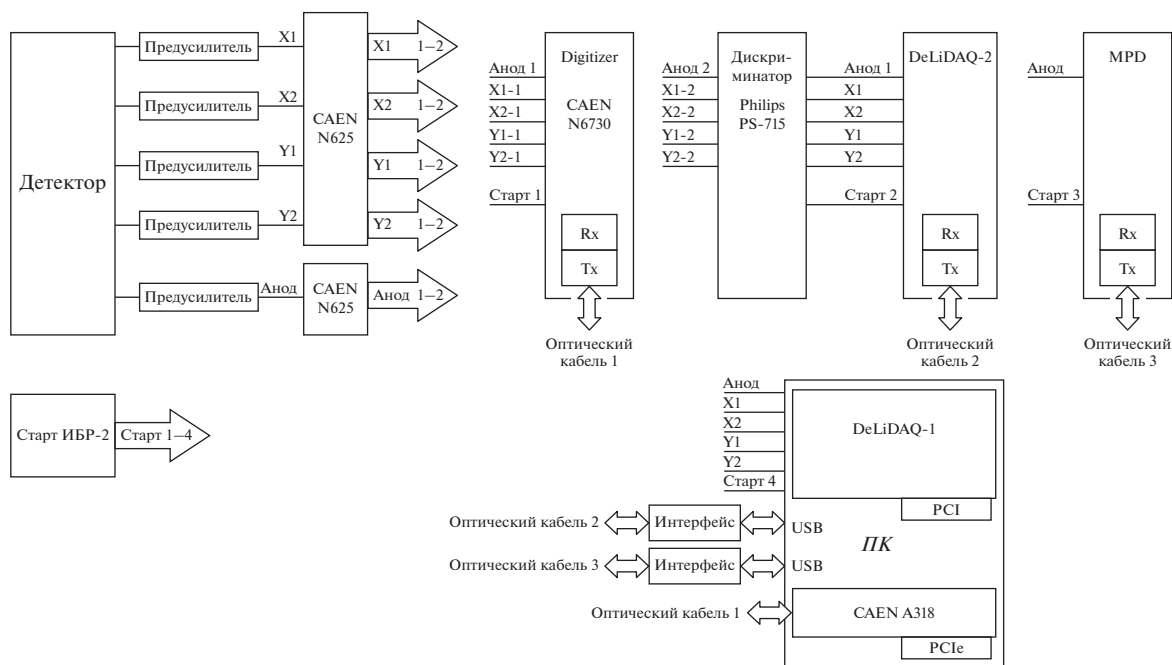 Детектор
Предусилитель
X1
Предусилитель
X2
Предусилитель
Y1
Предусилитель
Y2
Предусилитель
Анод
CAEN
N625
CAEN
N625
X1 1–2
X2 1–2
Y1 1–2
Y2 1–2
Анод 1–2
Анод 1
X1-1
X2-1
Y1-1
Y2-1
Старт 1
Digitizer
CAEN
N6730
Rx
Tx
Оптический
кабель 1
Анод 2
X1-2
X2-2
Y1-2
Y2-2
Дискри-
минатор
Philips
PS-715
Анод 1
X1
X2
Y1
Y2
Старт 2
DeLiDAQ-2
Rx
Tx
Оптический
кабель 2
Анод
Старт 3
MPD
Rx
Tx
Оптический
кабель 3
Старт ИБР-2
Старт 1–4
Анод
X1
X2
Y1
Y2
Старт 4
DeLiDAQ-1
PCI
Оптический кабель 2
Интерфейс
USB
ПК
Оптический кабель 3
Интерфейс
USB
Оптический кабель 1
CAEN A318
PCIe